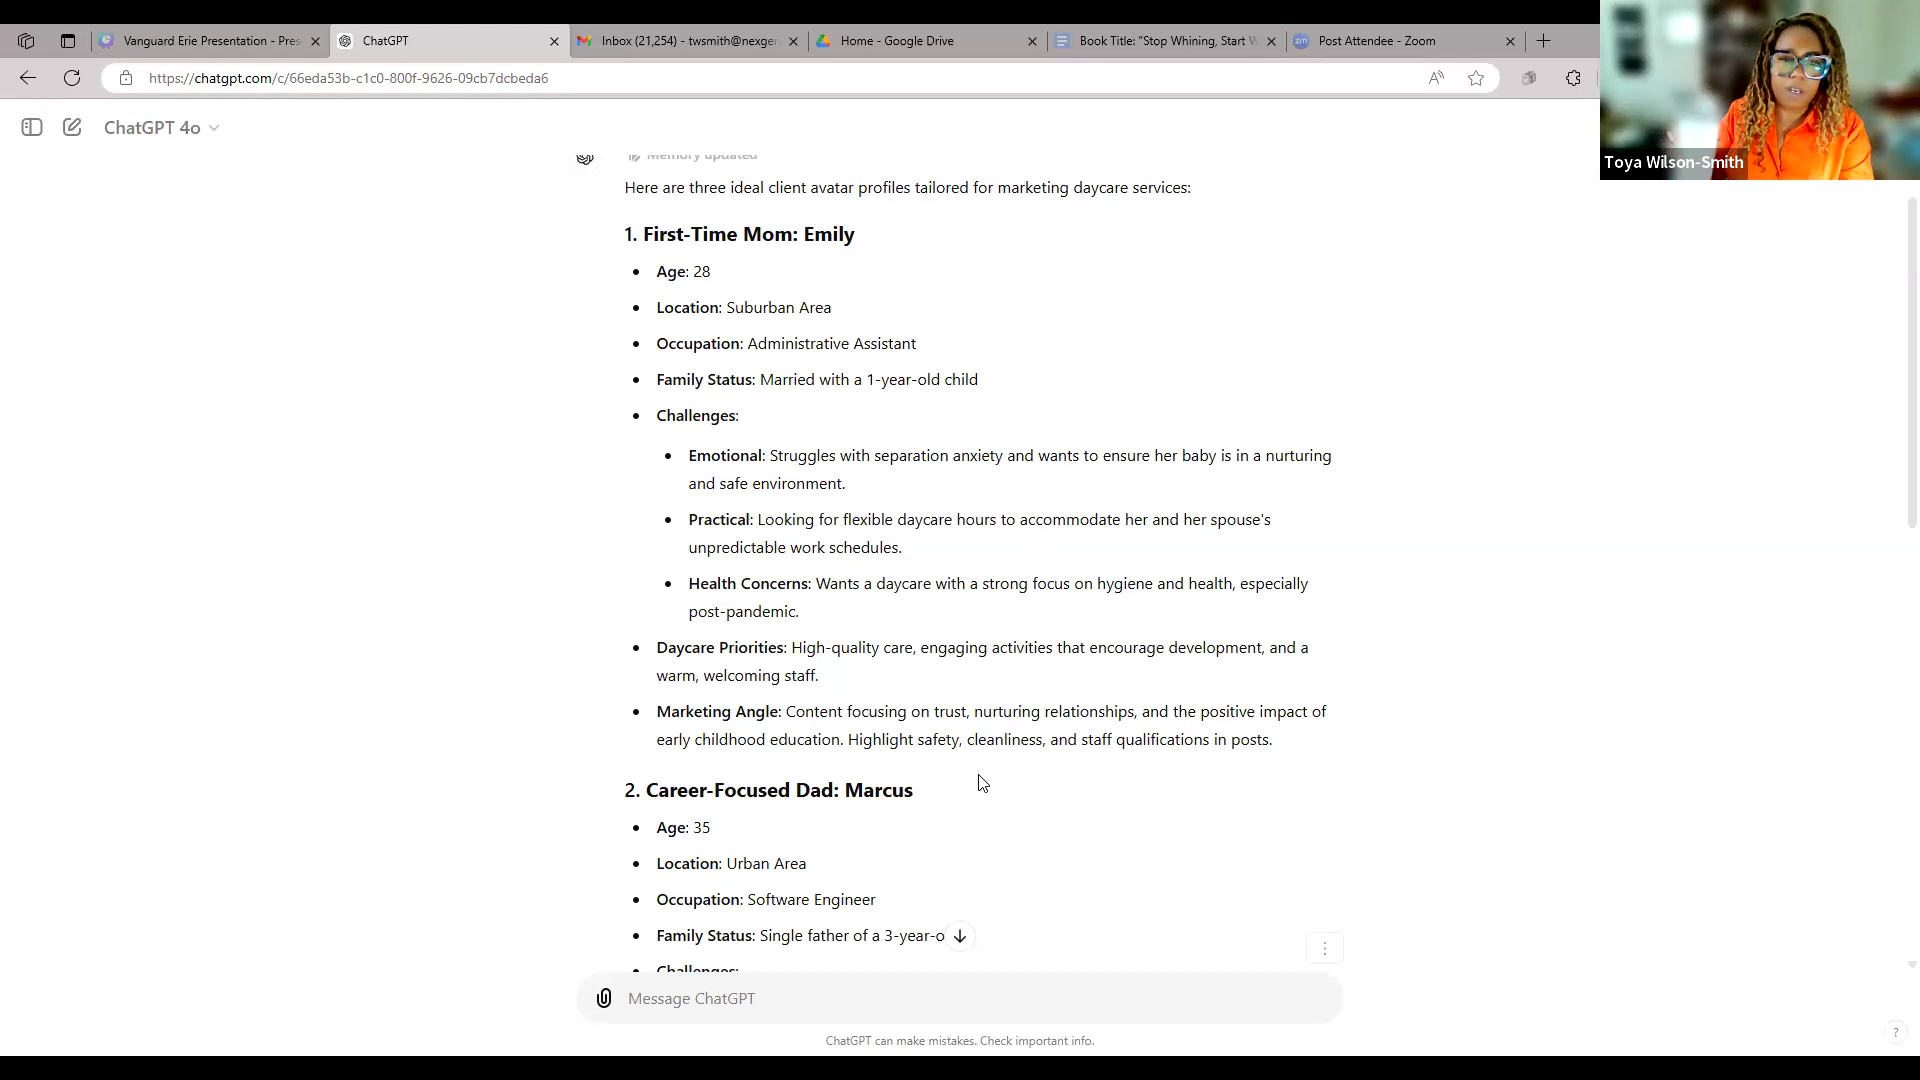 Vanguard Erie Presentation - Pres
ChatGPT
Inbox (21,254) - twsmith@nexger
Home - Google Drive
Book Title: "Stop Whining, Start W
zm
Post Attendee - Zoom
https://chatgpt.com/c/66eda53b-c1c0-800f-9626-09cb7dcbeda6
Toya Wilson-Smith
ChatGPT 4o
Memory updated
Here are three ideal client avatar profiles tailored for marketing daycare services:
1. First-Time Mom: Emily
Age: 28
Location: Suburban Area
Occupation: Administrative Assistant
Family Status: Married with a 1-year-old child
Challenges:
Emotional: Struggles with separation anxiety and wants to ensure her baby is in a nurturing
and safe environment.
Practical: Looking for flexible daycare hours to accommodate her and her spouse's
unpredictable work schedules.
Health Concerns: Wants a daycare with a strong focus on hygiene and health, especially
post-pandemic.
Daycare Priorities: High-quality care, engaging activities that encourage development, and a
warm, welcoming staff.
Marketing Angle: Content focusing on trust, nurturing relationships, and the positive impact of
early childhood education. Highlight safety, cleanliness, and staff qualifications in posts.
2. Career-Focused Dad: Marcus
Age: 35
Location: Urban Area
Occupation: Software Engineer
Family Status: Single father of a 3-year-o
Challenges:
Message ChatGPT
ChatGPT can make mistakes. Check important info.
?